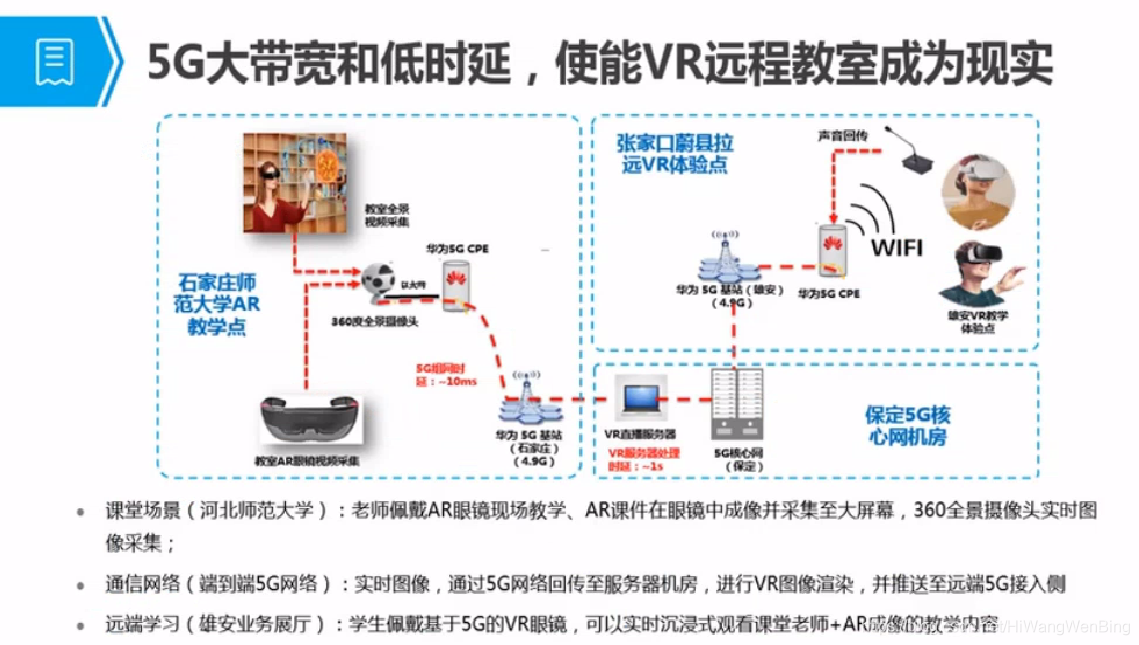 5G大带宽和低时延，使能VR远程教室成为现实
石家庄师
范大学AR
教学点
教室全景
视频采集
华为5G CPE
以太网
360度全景摄像头
5G组网时
延：~10ms
教室AR眼镜视频采集
华为 5G 基站
（石家庄）
（4.9G）
张家口蔚县拉
远VR体验点
声音回传
WIFI
华为 5G 基站（雄安）
（4.9G）
华为5G CPE
雄安VR教学
体验点
VR直播服务器
VR服务器处理
时延：~1s
5G核心网
（保定）
保定5G核
心网机房
课堂场景（河北师范大学）：老师佩戴AR眼镜现场教学、AR课件在眼镜中成像并采集至大屏幕，360全景摄像头实时图
像采集；
通信网络（端到端5G网络）：实时图像，通过5G网络回传至服务器机房，进行VR图像渲染，并推送至远端5G接入侧
远端学习（雄安业务展厅）：学生佩戴基于5G的VR眼镜，可以实时沉浸式观看课堂老师+AR成像的教学内容
HiWangWenBing